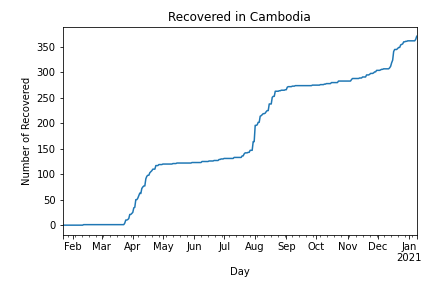 Recovered in Cambodia
Number of Recovered
350
300
250
200
150
100
50
0
Feb Mar Apr May Jun Jul Aug Sep Oct Nov Dec Jan
2021
Day